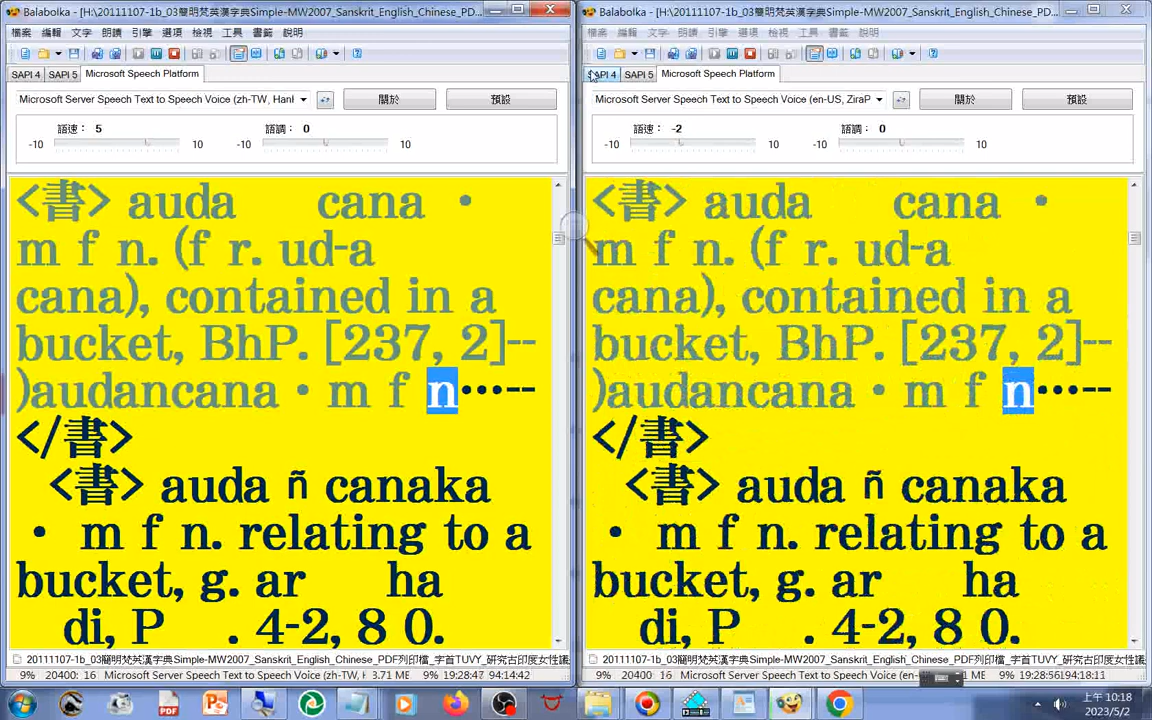 Balabolka - [H:\20111107-1b_03簡明梵英漢字典Simple-MW2007_Sanskrit_English_Chinese_PD...
檔案 編輯 文字 朗讀 引擎 選項 檢視 工具 書籤 說明
SAPI 4 SAPI 5 Microsoft Speech Platform
Microsoft Server Speech Text to Speech Voice (zh-TW, Hanl 關於 預設
語速： 5 語調： 0
-10 10 -10 10
<書> auda cana •
m f n. (f r. ud-a
cana), contained in a
bucket, BhP. [237, 2]--
)audancana • m f n•••--
</書>
<書> auda ñ canaka
• m f n. relating to a
bucket, g. ar ha
di, P . 4-2, 8 0.
20111107-1b_03簡明梵英漢字典Simple-MW2007_Sanskrit_English_Chinese_PDF列印檔_字首TUVY_研究古印度女性議
9% 20400: 16 Microsoft Server Speech Text to Speech Voice (zh-TW, H 3.71 ME 9% 19:28:47 94:14:42
Balabolka - [H:\20111107-1b_03簡明梵英漢字典Simple-MW2007_Sanskrit_English_Chinese_PD...
檔案 編輯 文字 朗讀 引擎 選項 檢視 工具 書籤 說明
SAPI 4 SAPI 5 Microsoft Speech Platform
Microsoft Server Speech Text to Speech Voice (en-US, ZiraP 關於 預設
語速： -2 語調： 0
-10 10 -10 10
<書> auda cana •
m f n. (f r. ud-a
cana), contained in a
bucket, BhP. [237, 2]--
)audancana • m f n•••--
</書>
<書> auda ñ canaka
• m f n. relating to a
bucket, g. ar ha
di, P . 4-2, 8 0.
20111107-1b_03簡明梵英漢字典Simple-MW2007_Sanskrit_English_Chinese_PDF列印檔_字首TUVY_研究古印度女性議
9% 20400: 16 Microsoft Server Speech Text to Speech Voice (en-US 1 ME 9% 19:28:56 94:18:11
PDF
上午 10:18
2023/5/2